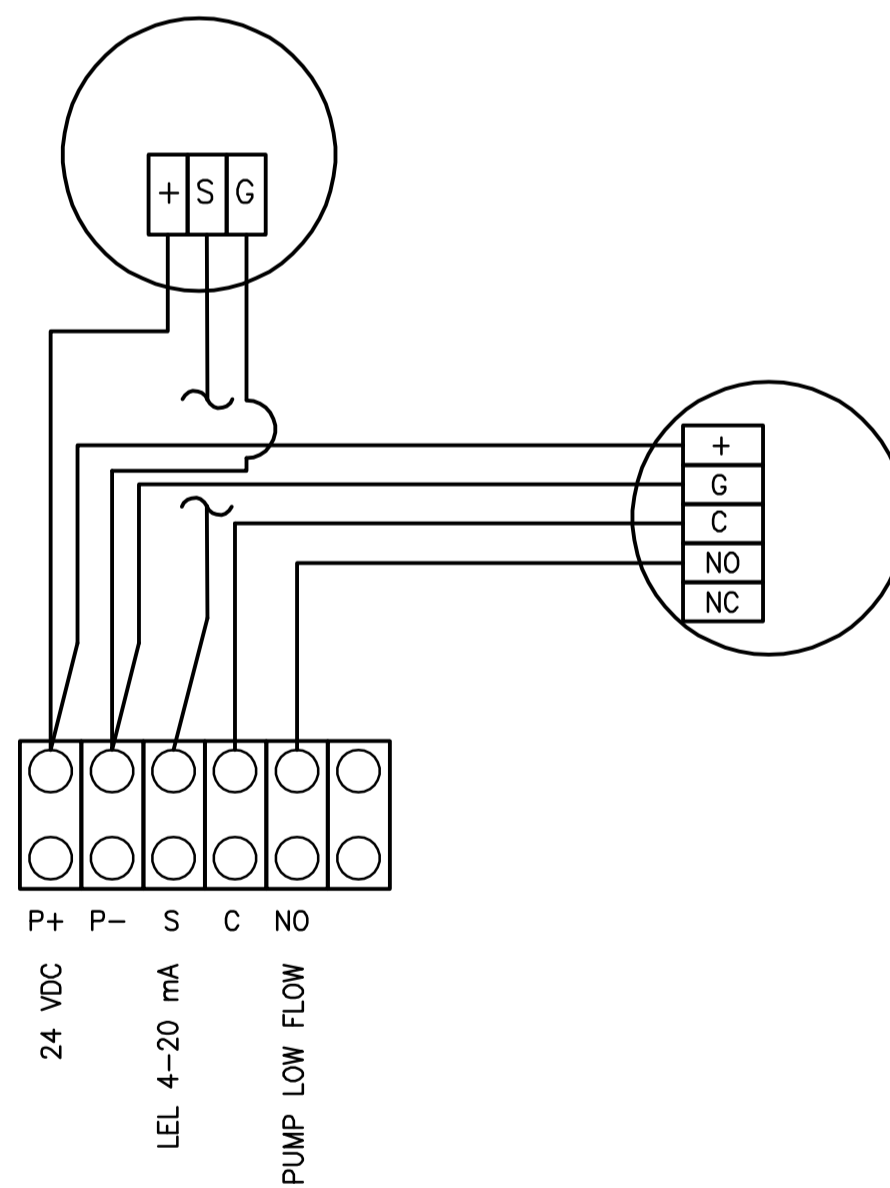 + S G
+
G
C
NO
NC
P+ P- S C NO
24 VDC
LEL 4-20 mA
PUMP LOW FLOW